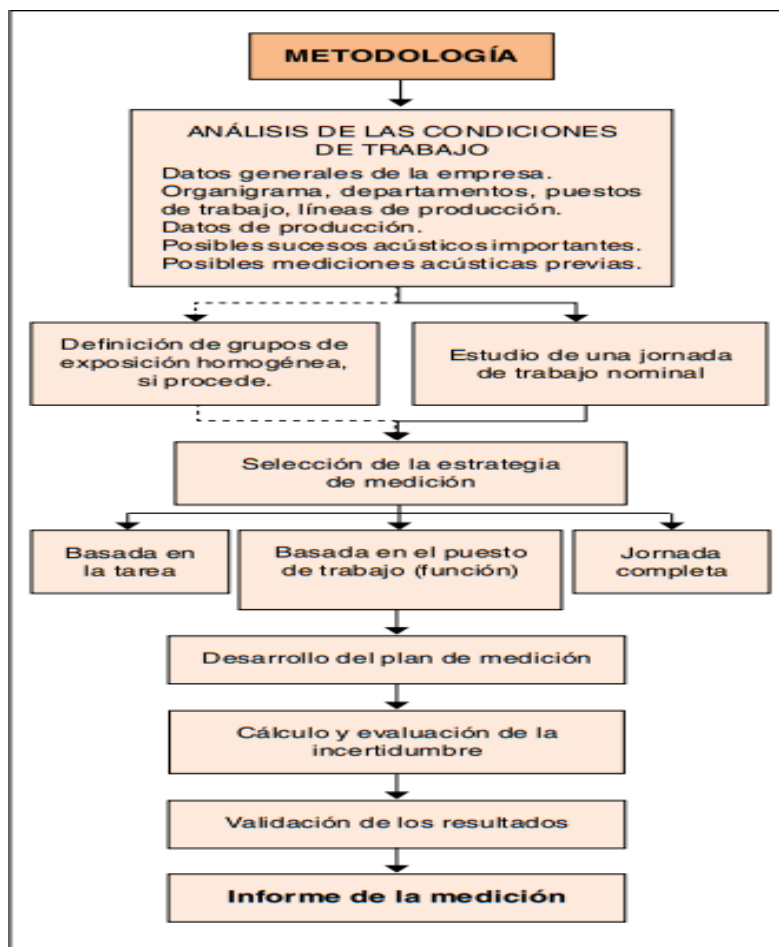 METODOLOGÍA
ANÁLISIS DE LAS CONDICIONES
DE TRABAJO
Datos generales de la empresa.
Organigrama, departamentos, puestos
de trabajo, líneas de producción.
Datos de producción.
Posibles sucesos acústicos importantes.
Posibles mediciones acústicas previas.
Definición de grupos de
exposición homogénea,
si procede.
Estudio de una jornada
de trabajo nominal
Selección de la estrategia
de medición
Basada en
la tarea
Basada en el puesto
de trabajo (función)
Jornada
completa
Desarrollo del plan de medición
Cálculo y evaluación de la
incertidumbre
Validación de los resultados
Informe de la medición